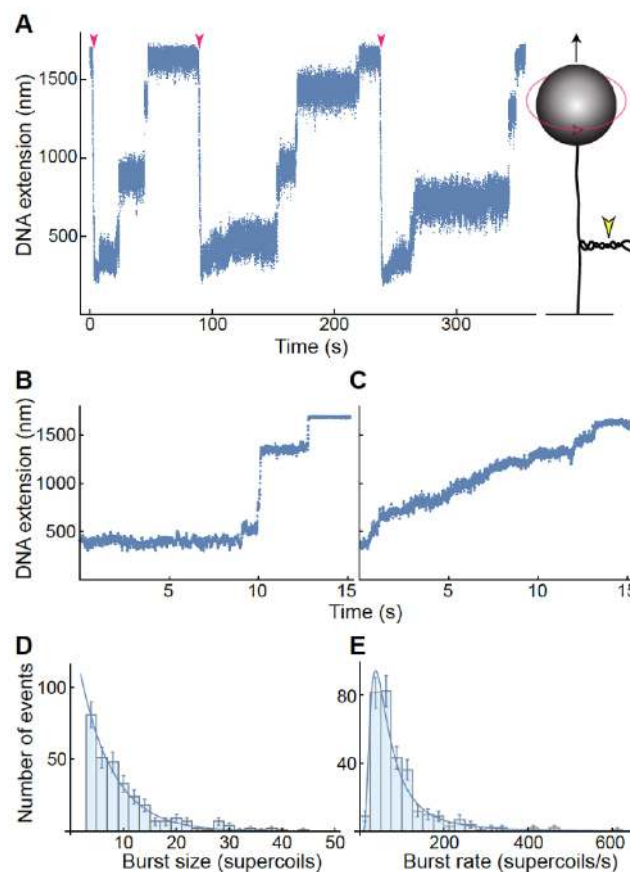 A
DNA extension (nm)
1500
1000
500
0
100
200
300
Time (s)
B
C
DNA extension (nm)
1500
1000
500
5
10
15
5
10
15
Time (s)
D
E
Number of events
100
50
80
40
10
20
30
40
50
200
400
600
Burst size (supercoils)
Burst rate (supercoils/s)